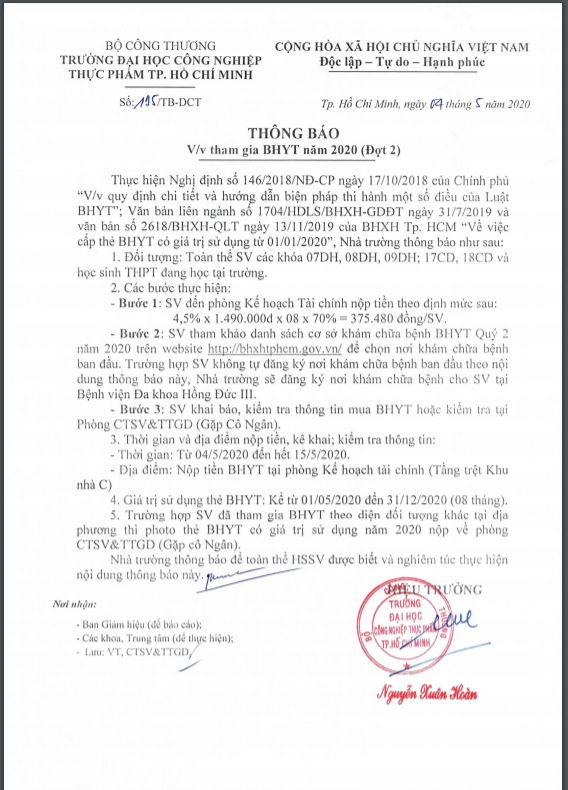 BỘ CÔNG THƯƠNG
TRƯỜNG ĐẠI HỌC CÔNG NGHIỆP
THỰC PHẨM TP. HỒ CHÍ MINH
CỘNG HÒA XÃ HỘI CHỦ NGHĨA VIỆT NAM
Độc lập – Tự do – Hạnh phúc
Số: 195/TB-DCT
Tp. Hồ Chí Minh, ngày 04 tháng 5 năm 2020
THÔNG BÁO
V/v tham gia BHYT năm 2020 (Đợt 2)
Thực hiện Nghị định số 146/2018/NĐ-CP ngày 17/10/2018 của Chính phủ
“V/v quy định chi tiết và hướng dẫn biện pháp thi hành một số điều của Luật
BHYT”; Văn bản liên ngành số 1704/HDLS/BHXH-GDĐT ngày 31/7/2019 và
văn bản số 2618/BHXH-QLT ngày 13/11/2019 của BHXH Tp. HCM “Về việc
cấp thẻ BHYT có giá trị sử dụng từ 01/01/2020”, Nhà trường thông báo như sau:
1. Đối tượng: Toàn thể SV các khóa 07DH, 08DH, 09DH; 17CD, 18CD và
học sinh THPT đang học tại trường.
2. Các bước thực hiện:
- Bước 1: SV đến phòng Kế hoạch Tài chính nộp tiền theo định mức sau:
4,5% x 1.490.000đ x 08 x 70% = 375.480 đồng/SV.
- Bước 2: SV tham khảo danh sách cơ sở khám chữa bệnh BHYT Quý 2
năm 2020 trên website http://bhxhtphcm.gov.vn/ để chọn nơi khám chữa bệnh
ban đầu. Trường hợp SV không tự đăng ký nơi khám chữa bệnh ban đầu theo nội
dung thông báo này, Nhà trường sẽ đăng ký nơi khám chữa bệnh cho SV tại
Bệnh viện Đa khoa Hồng Đức III.
- Bước 3: SV khai báo, kiểm tra thông tin mua BHYT hoặc kiểm tra tại
Phòng CTSV&TTGD (Gặp Cô Ngân).
3. Thời gian và địa điểm nộp tiền, kê khai; kiểm tra thông tin:
- Thời gian: Từ 04/5/2020 đến hết 15/5/2020.
- Địa điểm: Nộp tiền BHYT tại phòng Kế hoạch tài chính (Tầng trệt Khu
nhà C)
4. Giá trị sử dụng thẻ BHYT: Kể từ 01/05/2020 đến 31/12/2020 (08 tháng).
5. Trường hợp SV đã tham gia BHYT theo diện đối tượng khác tại địa
phương thì photo thẻ BHYT có giá trị sử dụng năm 2020 nộp về phòng
CTSV&TTGD (Gặp cô Ngân).
Nhà trường thông báo để toàn thể HSSV được biết và nghiêm túc thực hiện
nội dung thông báo này.
HIỆU TRƯỞNG
Nơi nhận:
- Ban Giám hiệu (để báo cáo);
- Các khoa, Trung tâm (để thực hiện);
- Lưu: VT, CTSV&TTGD.
TRƯỜNG
ĐẠI HỌC
CÔNG NGHIỆP THỰC PHẨM
TP.HỒ CHÍ MINH
BỘ CÔNG THƯƠNG
Nguyễn Xuân Hoàn